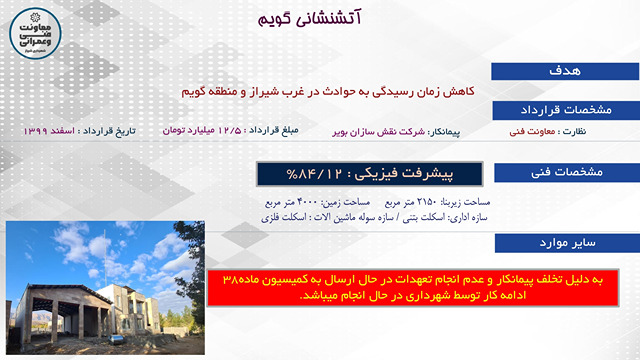 آتشنشانی گویم
معاونت
فنی
وعمرانی
شهرداری شیراز
هدف
کاهش زمان رسیدگی به حوادث در غرب شیراز و منطقه گویم
مشخصات قرارداد
نظارت : معاونت فنی پیمانکار: شرکت نقش سازان بویر مبلغ قرارداد : ۱۲/۵ میلیارد تومان تاریخ قرارداد : اسفند ۱۳۹۹
مشخصات فنی
پیشرفت فیزیکی : ۸۴/۱۲%
مساحت زیربنا: ۲۱۵۰ متر مربع مساحت زمین: ۴۰۰۰ متر مربع
سازه اداری: اسکلت بتنی / سازه سوله ماشین الات : اسکلت فلزی
سایر موارد
به دلیل تخلف پیمانکار و عدم انجام تعهدات در حال ارسال به کمیسیون ماده۳۸
ادامه کار توسط شهرداری در حال انجام میباشد.